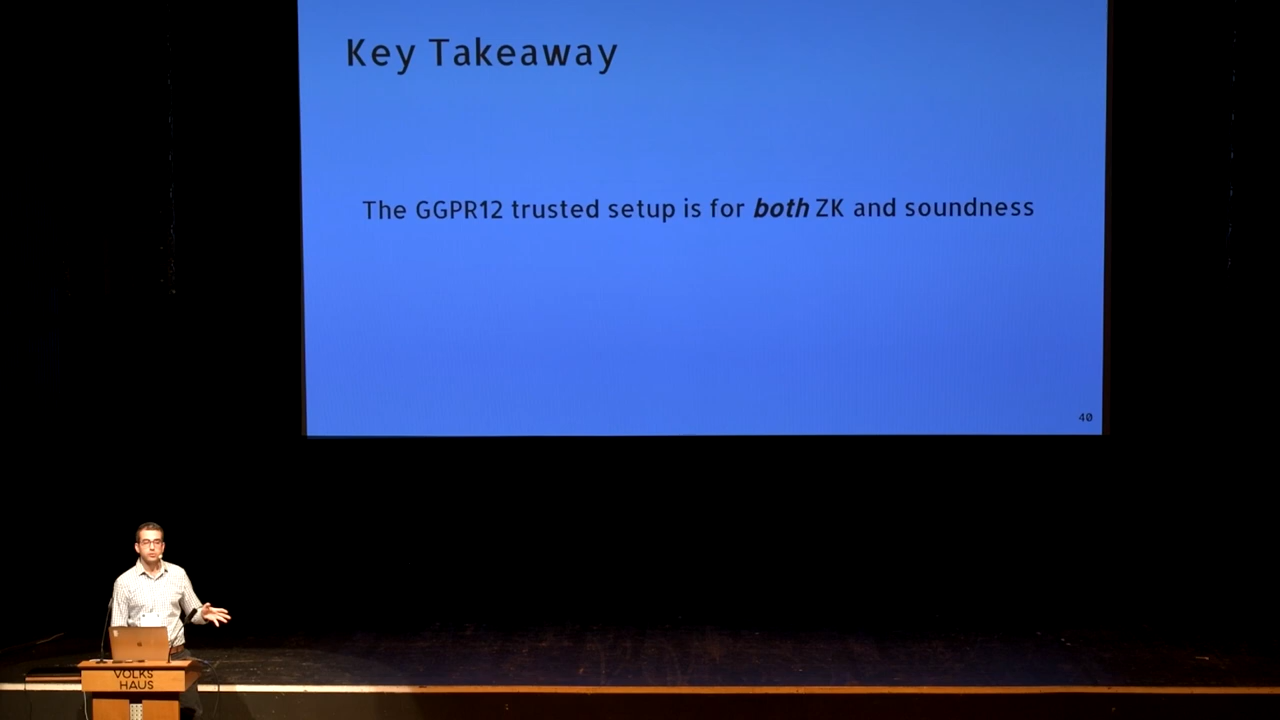 Key Takeaway
The GGPR12 trusted setup is for both ZK and soundness
40
VOLKS
HAUS